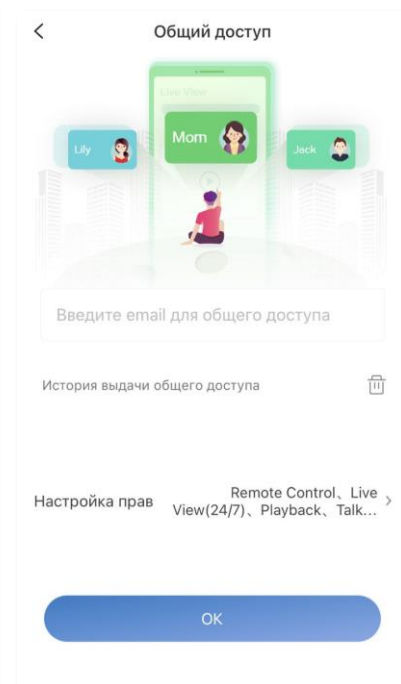 Общий доступ
Live View
Lily
Mom
Jack
Введите email для общего доступа
История выдачи общего доступа
Настройка прав
Remote Control、Live
View(24/7)、Playback、Talk...
OK